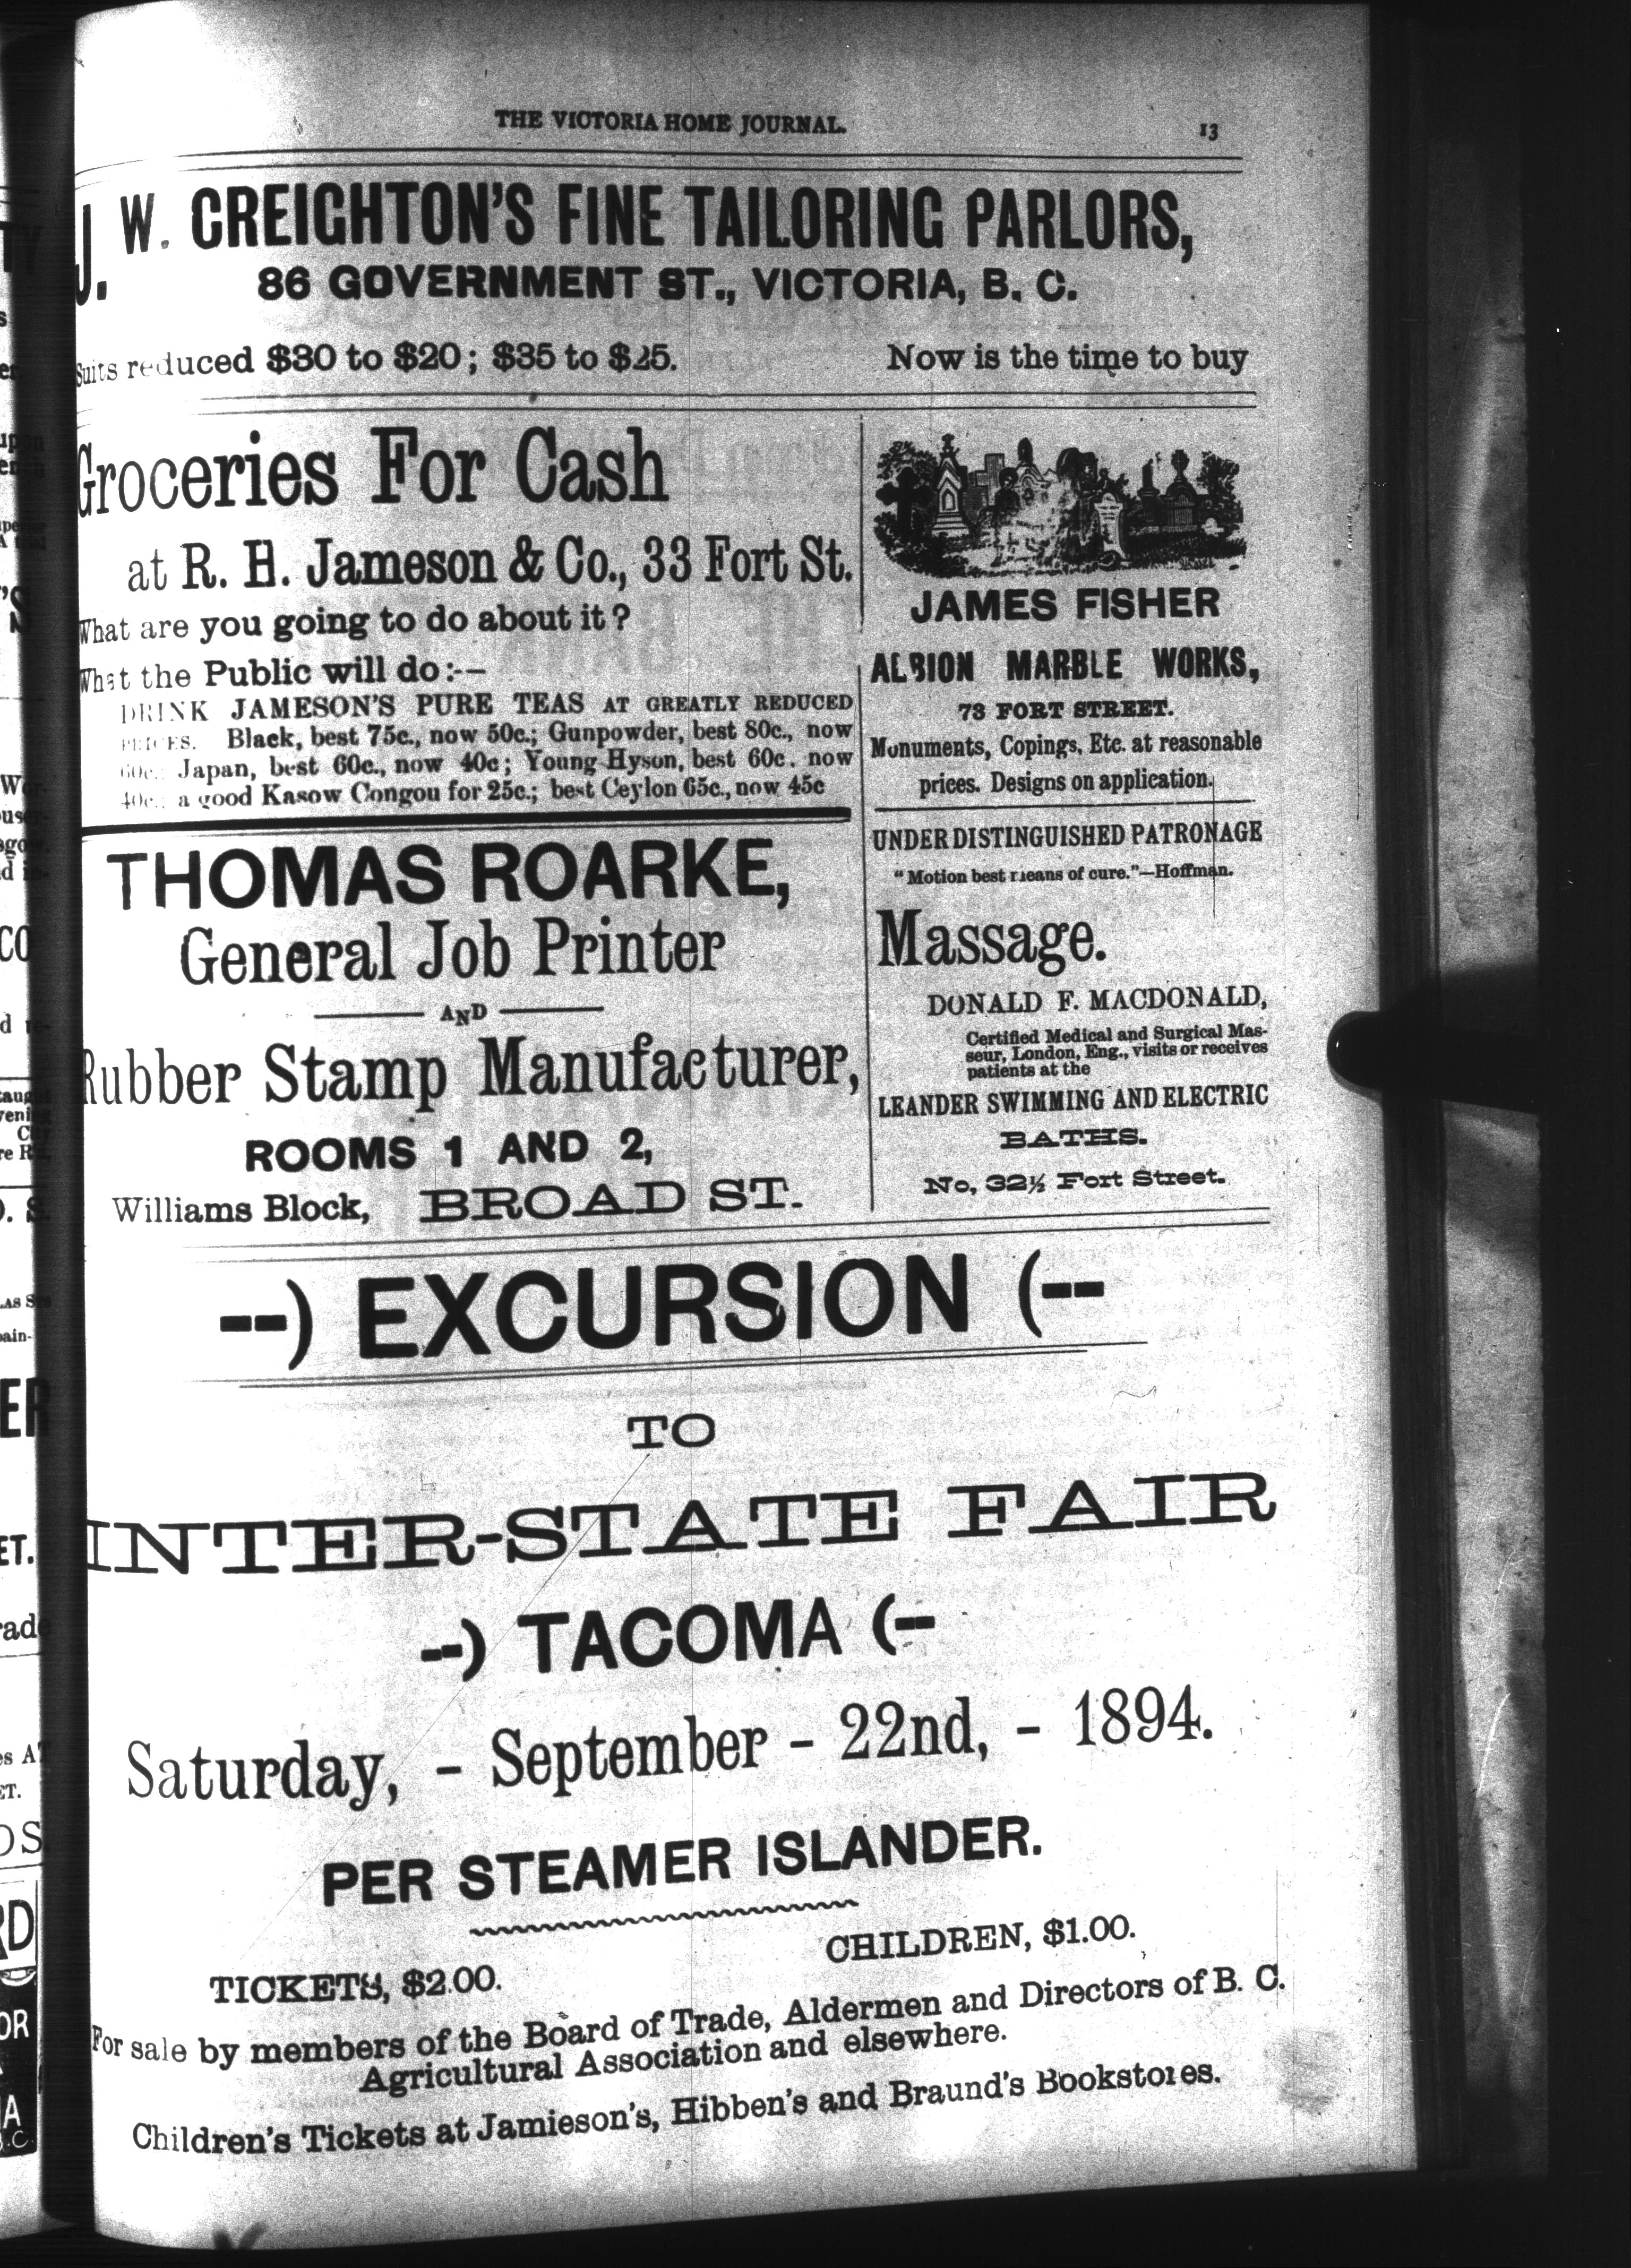 THE VICTORIA HOME JOURNAL. 13
J. W. CREIGHTON'S FINE TAILORING PARLORS,
86 GOVERNMENT ST., VICTORIA, B. C.
Suits reduced $30 to $20; $35 to $25. Now is the time to buy
Groceries For Cash
at R. H. Jameson & Co., 33 Fort St.
What are you going to do about it?
What the Public will do:--
DRINK JAMESON'S PURE TEAS AT GREATLY REDUCED
PRICES. Black, best 75c., now 50c.; Gunpowder, best 80c., now
60c.; Japan, best 60c., now 40c; Young Hyson, best 60c. now
40c.; a good Kasow Congou for 25c.; best Ceylon 65c., now 45c
THOMAS ROARKE,
General Job Printer
AND
Rubber Stamp Manufacturer,
ROOMS 1 AND 2,
Williams Block, BROAD ST.
JAMES FISHER
ALBION MARBLE WORKS,
73 FORT STREET.
Monuments, Copings, Etc. at reasonable
prices. Designs on application.
UNDER DISTINGUISHED PATRONAGE
"Motion best means of cure."—Hoffman.
Massage.
DONALD F. MACDONALD,
Certified Medical and Surgical Mas-
seur, London, Eng., visits or receives
patients at the
LEANDER SWIMMING AND ELECTRIC
BATHS.
No, 32½ Fort Street.
--) EXCURSION (--
TO
INTER-STATE FAIR
--) TACOMA (--
Saturday, - September - 22nd, - 1894.
PER STEAMER ISLANDER.
TICKETS, $2.00. CHILDREN, $1.00.
For sale by members of the Board of Trade, Aldermen and Directors of B. C.
Agricultural Association and elsewhere.
Children's Tickets at Jamieson's, Hibben's and Braund's Bookstores.